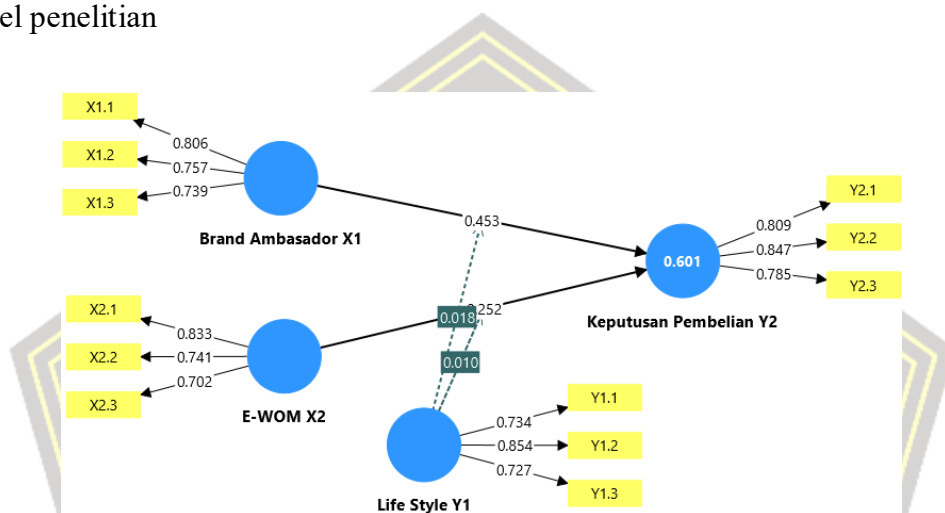 el penelitian
X1.1
0.806
X1.2
0.757
X1.3
0.739
Brand Ambasador X1
0.453
Y2.1
0.809
Y2.2
0.847
0.601
Y2.3
0.785
Keputusan Pembelian Y2
X2.1
0.833
X2.2
0.741
X2.3
0.702
E-WOM X2
0.018
.252
0.010
Y1.1
0.734
Y1.2
0.854
Y1.3
0.727
Life Style Y1